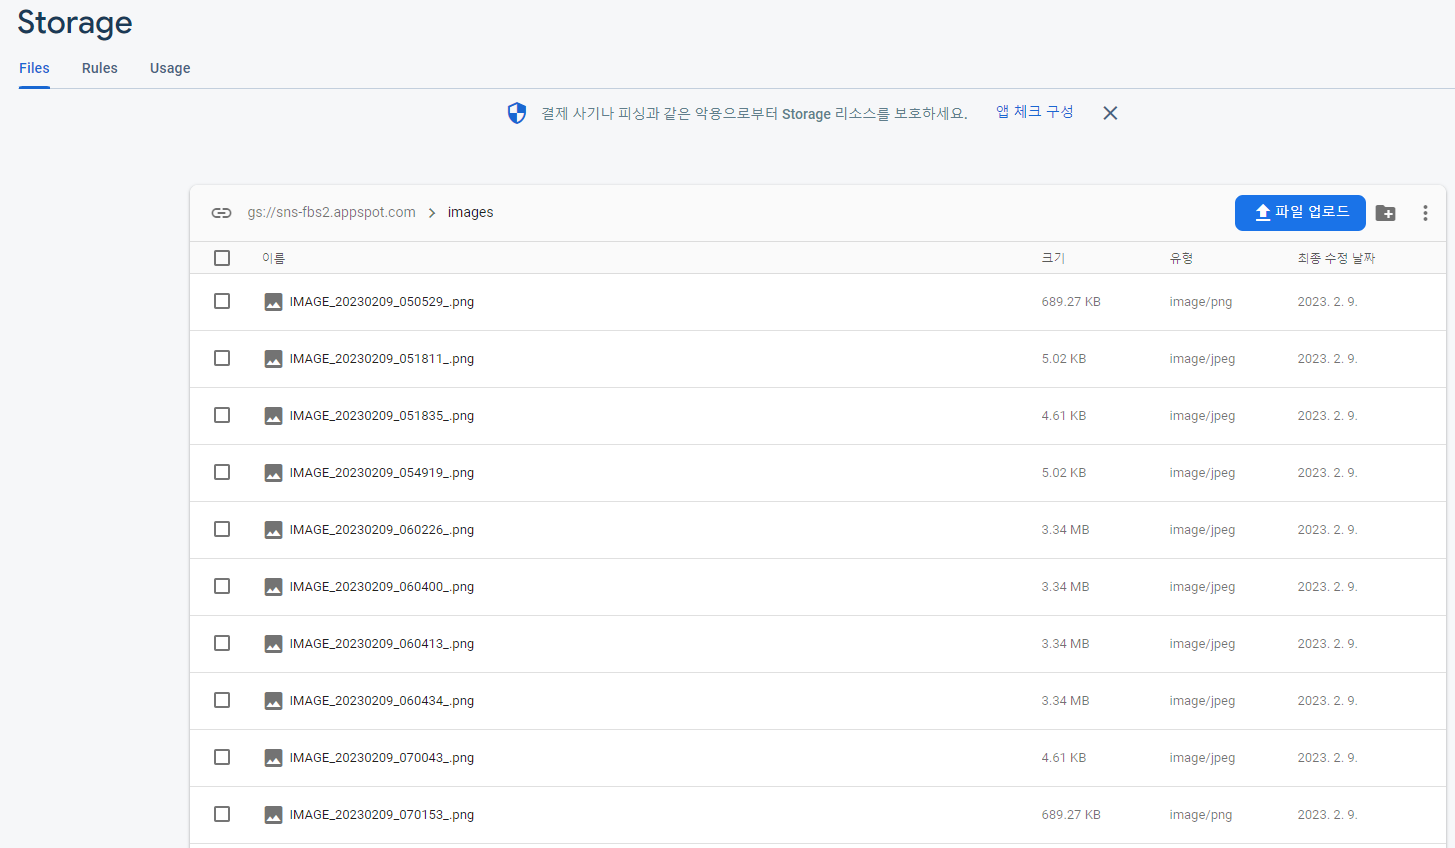 Storage
Files Rules Usage
결제 사기나 피싱과 같은 악용으로부터 Storage 리소스를 보호하세요. 앱 체크 구성
gs://sns-fbs2.appspot.com > images 파일 업로드
이름 크기 유형 최종 수정 날짜
IMAGE_20230209_050529_.png 689.27 KB image/png 2023. 2. 9.
IMAGE_20230209_051811_.png 5.02 KB image/jpeg 2023. 2. 9.
IMAGE_20230209_051835_.png 4.61 KB image/jpeg 2023. 2. 9.
IMAGE_20230209_054919_.png 5.02 KB image/jpeg 2023. 2. 9.
IMAGE_20230209_060226_.png 3.34 MB image/jpeg 2023. 2. 9.
IMAGE_20230209_060400_.png 3.34 MB image/jpeg 2023. 2. 9.
IMAGE_20230209_060413_.png 3.34 MB image/jpeg 2023. 2. 9.
IMAGE_20230209_060434_.png 3.34 MB image/jpeg 2023. 2. 9.
IMAGE_20230209_070043_.png 4.61 KB image/jpeg 2023. 2. 9.
IMAGE_20230209_070153_.png 689.27 KB image/png 2023. 2. 9.